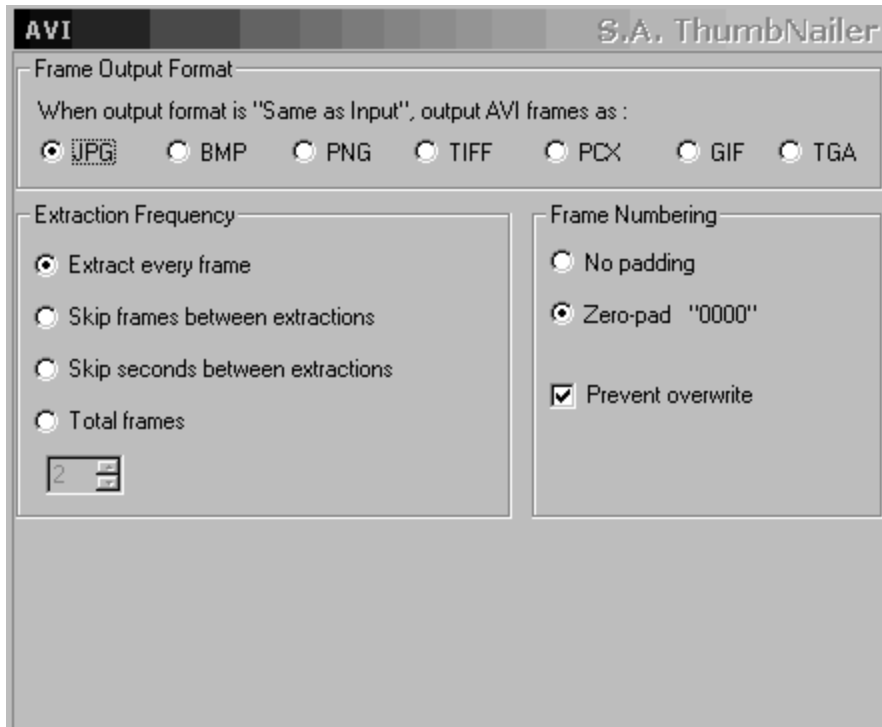 AVI S.A. ThumbNailer
Frame Output Format
When output format is "Same as Input", output AVI frames as :
JPG BMP PNG TIFF PCX GIF TGA
Extraction Frequency
Extract every frame
Skip frames between extractions
Skip seconds between extractions
Total frames
2
Frame Numbering
No padding
Zero-pad "0000"
Prevent overwrite